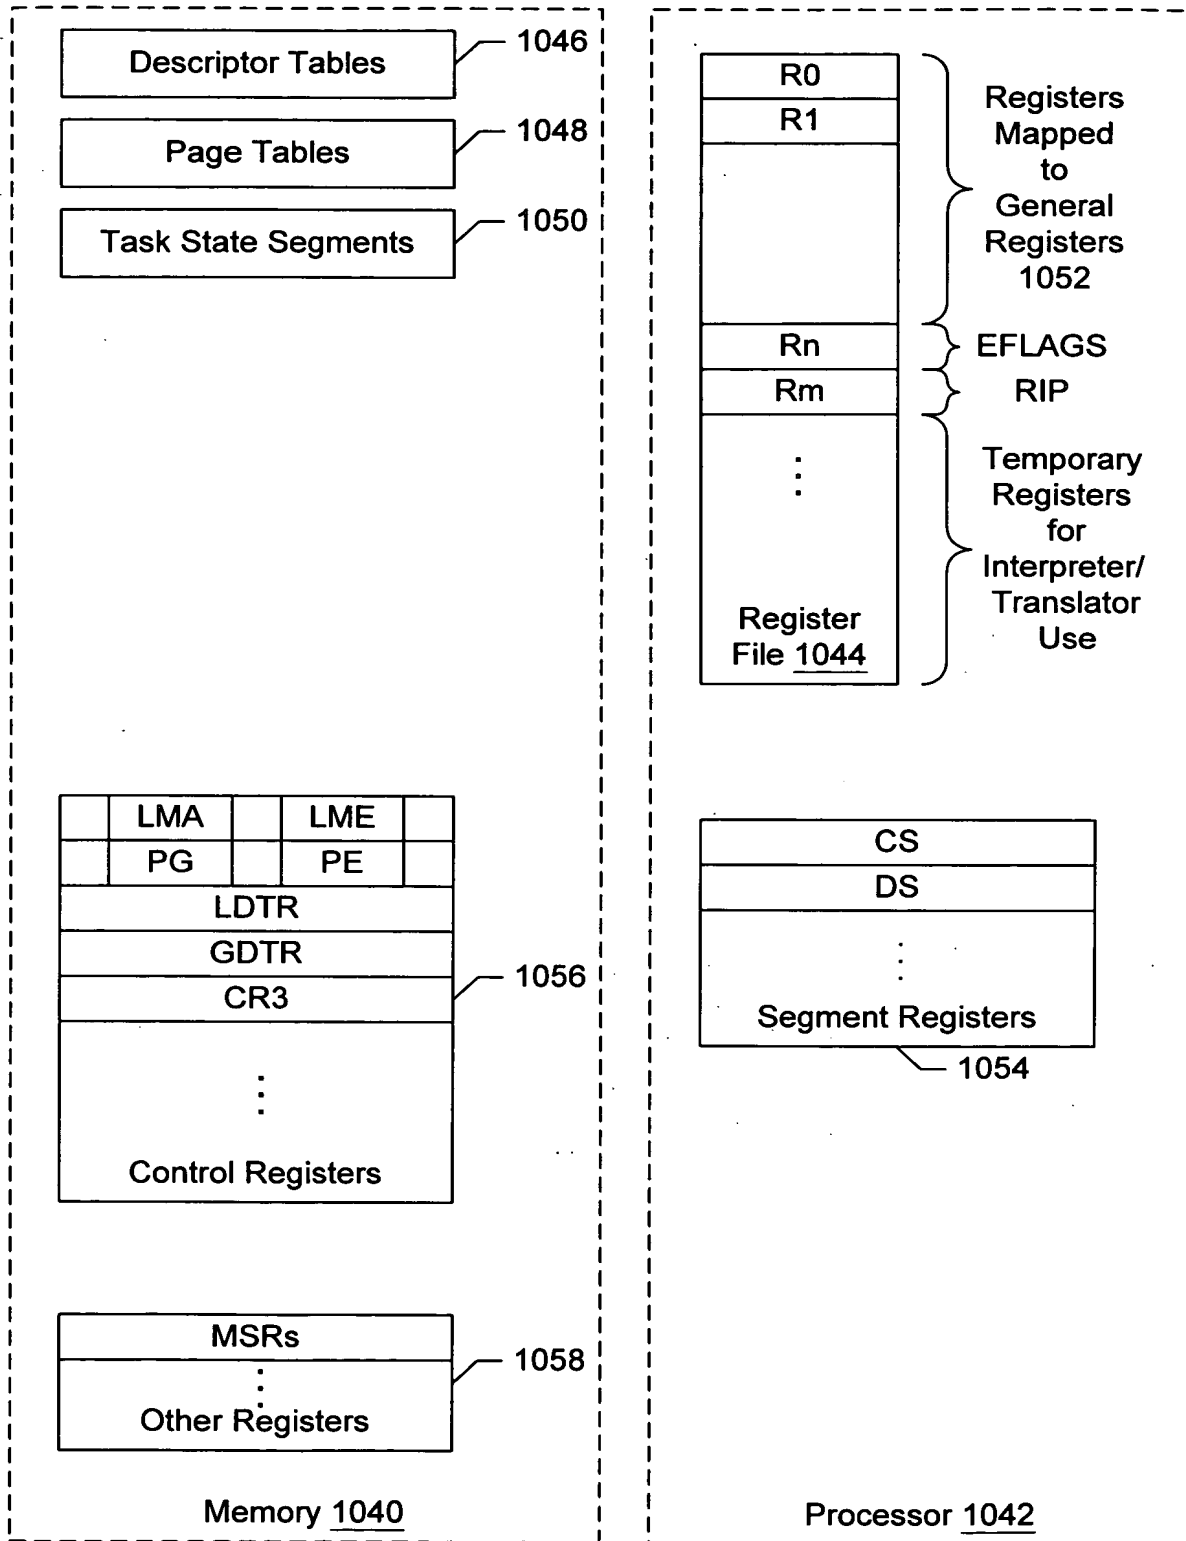 Descriptor Tables
1046
Page Tables
1048
Task State Segments
1050
LMA
LME
PG
PE
LDTR
GDTR
CR3
1056
Control Registers
MSRs
1058
Other Registers
Memory 1040
R0
R1
Registers
Mapped
to
General
Registers
1052
Rn
EFLAGS
Rm
RIP
Temporary
Registers
for
Interpreter/
Translator
Use
Register
File 1044
CS
DS
Segment Registers
1054
Processor 1042